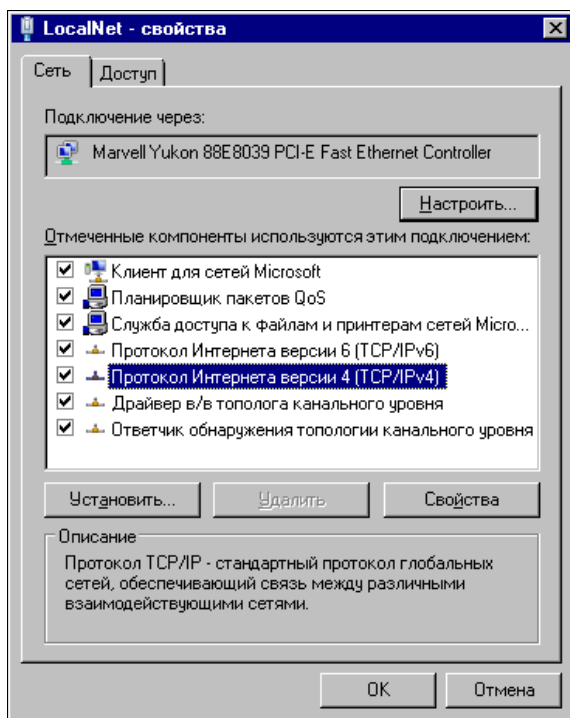 LocalNet - свойства
Сеть Доступ
Подключение через:
Marvell Yukon 88E8039 PCI-E Fast Ethernet Controller
Настроить...
Отмеченные компоненты используются этим подключением:
Клиент для сетей Microsoft
Планировщик пакетов QoS
Служба доступа к файлам и принтерам сетей Micro...
Протокол Интернета версии 6 (TCP/IPv6)
Протокол Интернета версии 4 (TCP/IPv4)
Драйвер в/в тополога канального уровня
Ответчик обнаружения топологии канального уровня
Установить... Удалить Свойства
Описание
Протокол TCP/IP - стандартный протокол глобальных
сетей, обеспечивающий связь между различными
взаимодействующими сетями.
OK Отмена